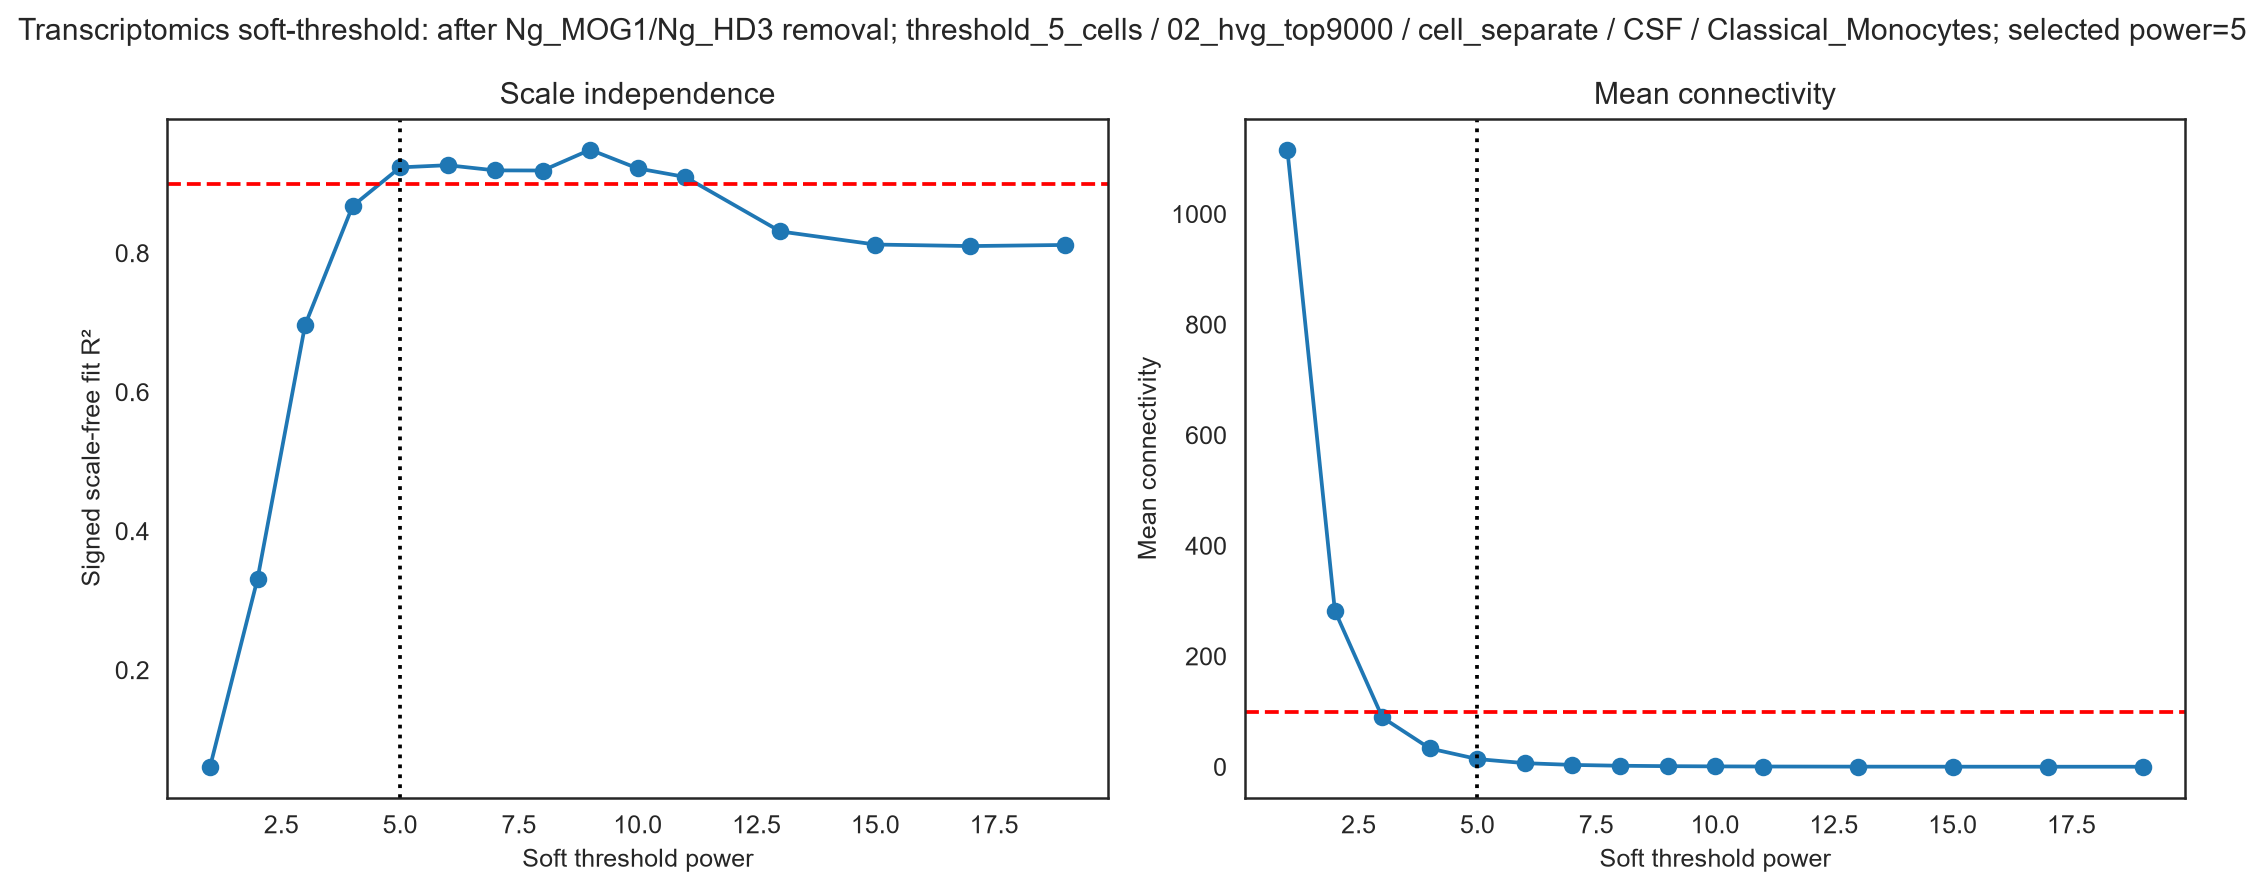 Transcriptomics soft-threshold: after Ng_MOG1/Ng_HD3 removal; threshold_5_cells / 02_hvg_top9000 / cell_separate / CSF / Classical_Monocytes; selected power=5
Scale independence
Signed scale-free fit R²
0.8
0.6
0.4
0.2
2.5 5.0 7.5 10.0 12.5 15.0 17.5
Soft threshold power
Mean connectivity
Mean connectivity
1000
800
600
400
200
0
2.5 5.0 7.5 10.0 12.5 15.0 17.5
Soft threshold power